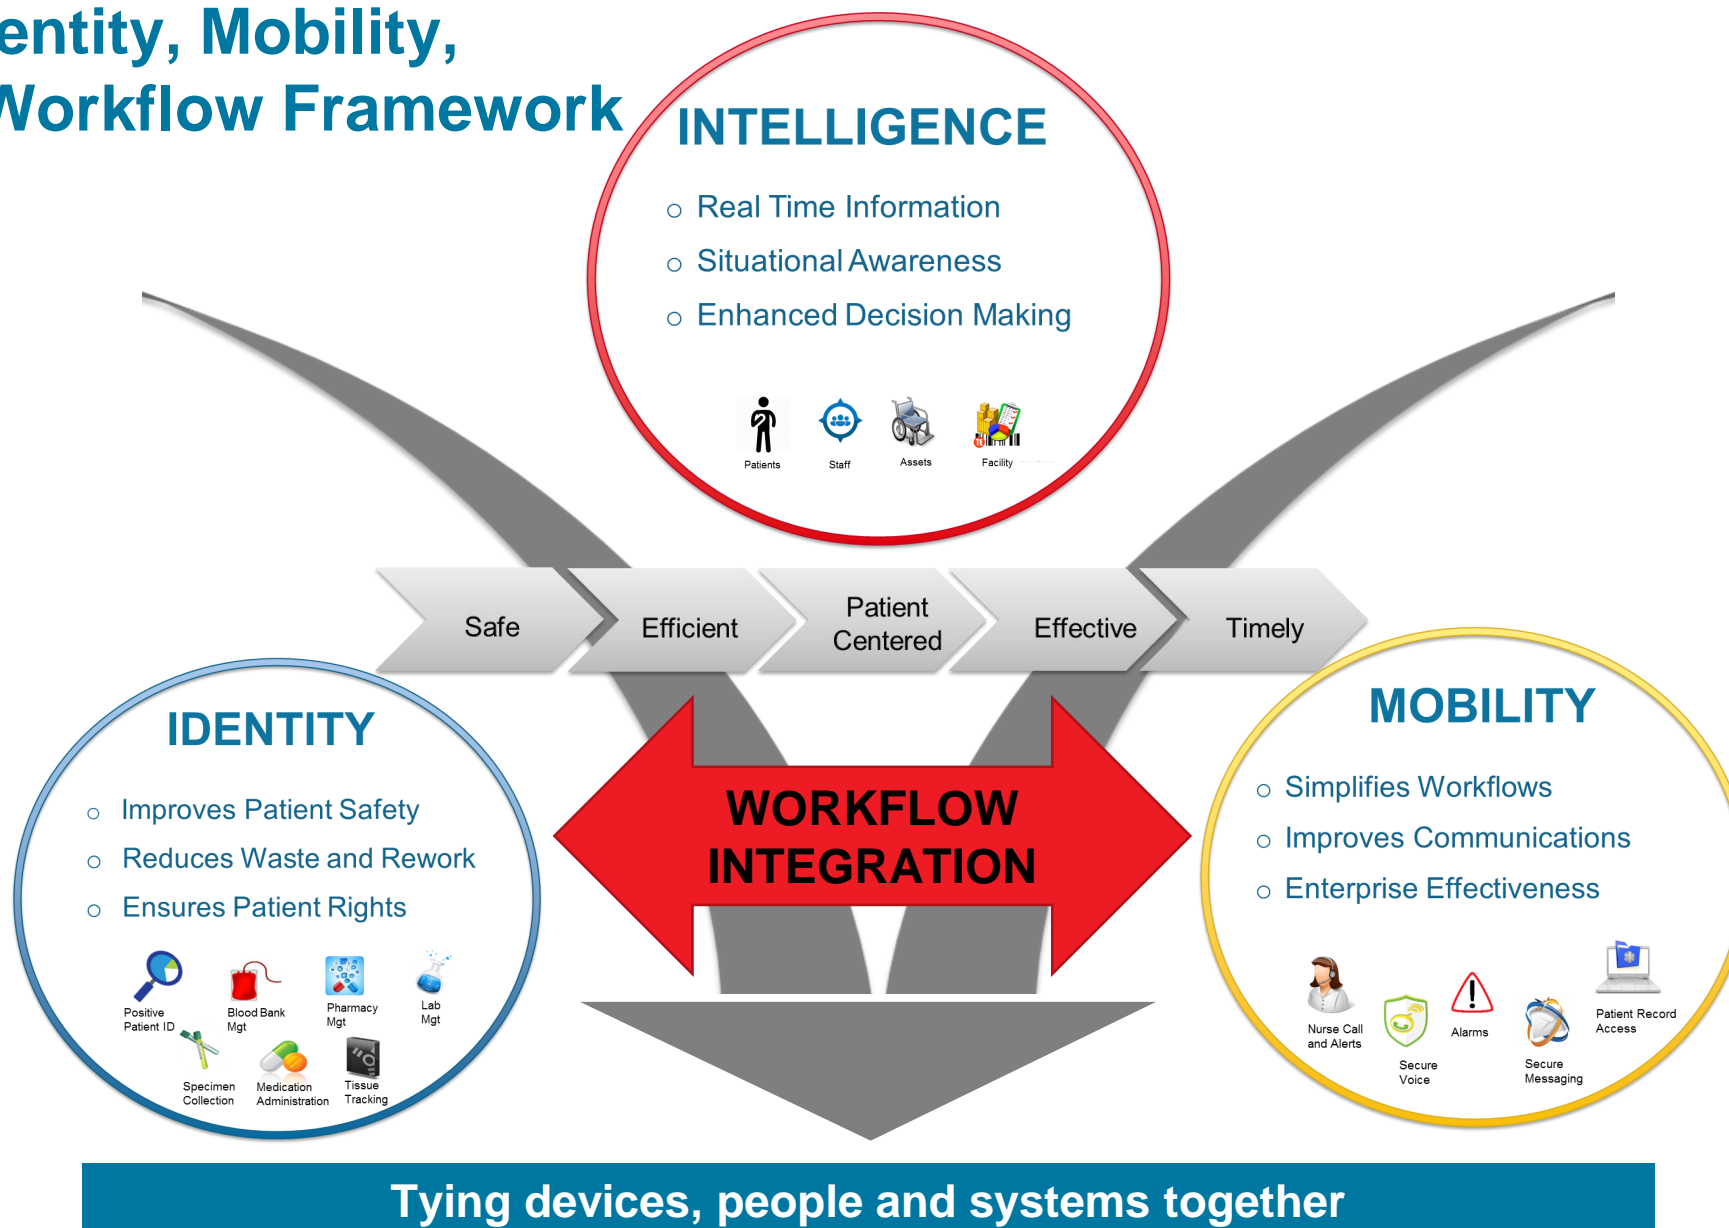 entity, Mobility,
Workflow Framework
INTELLIGENCE
o Real Time Information
o Situational Awareness
o Enhanced Decision Making
Patients
Staff
Assets
Facility
Safe
Efficient
Patient
Centered
Effective
Timely
IDENTITY
o Improves Patient Safety
o Reduces Waste and Rework
o Ensures Patient Rights
Positive
Patient ID
Blood Bank
Mgt
Pharmacy
Mgt
Lab
Mgt
Specimen
Collection
Medication
Administration
Tissue
Tracking
WORKFLOW
INTEGRATION
MOBILITY
o Simplifies Workflows
o Improves Communications
o Enterprise Effectiveness
Nurse Call
and Alerts
Secure
Voice
Alarms
Secure
Messaging
Patient Record
Access
Tying devices, people and systems together